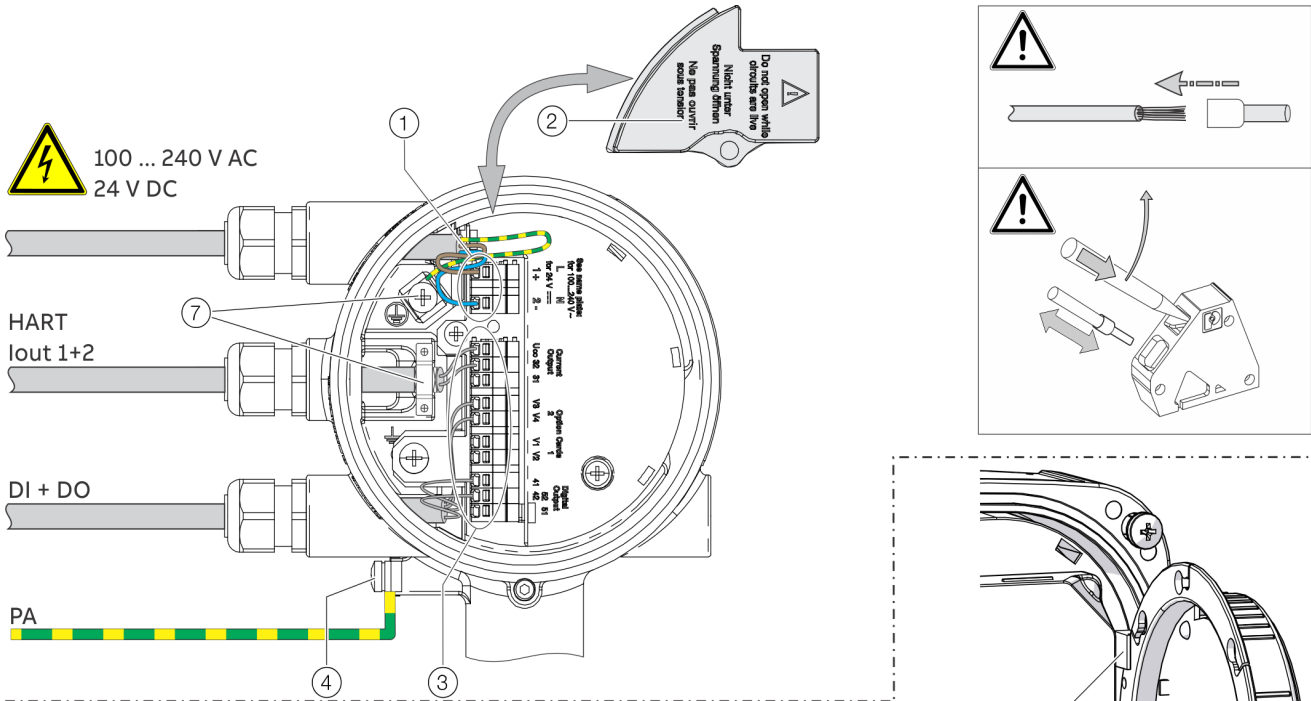 100 ... 240 V AC
24 V DC
HART
Iout 1+2
DI + DO
PA
1
2
7
4
3
Do not open while
circuits are live
Nicht unter
Spannung öffnen
Ne pas ouvrir
sous tension
See name plate:
for 100...240 V ~
L N
for 24 V
1+ 2-
Current
Output
Uco 32 31
Option Cards
2 1
V3 V4 V1 V2
Digital
Output
41 52
42 51